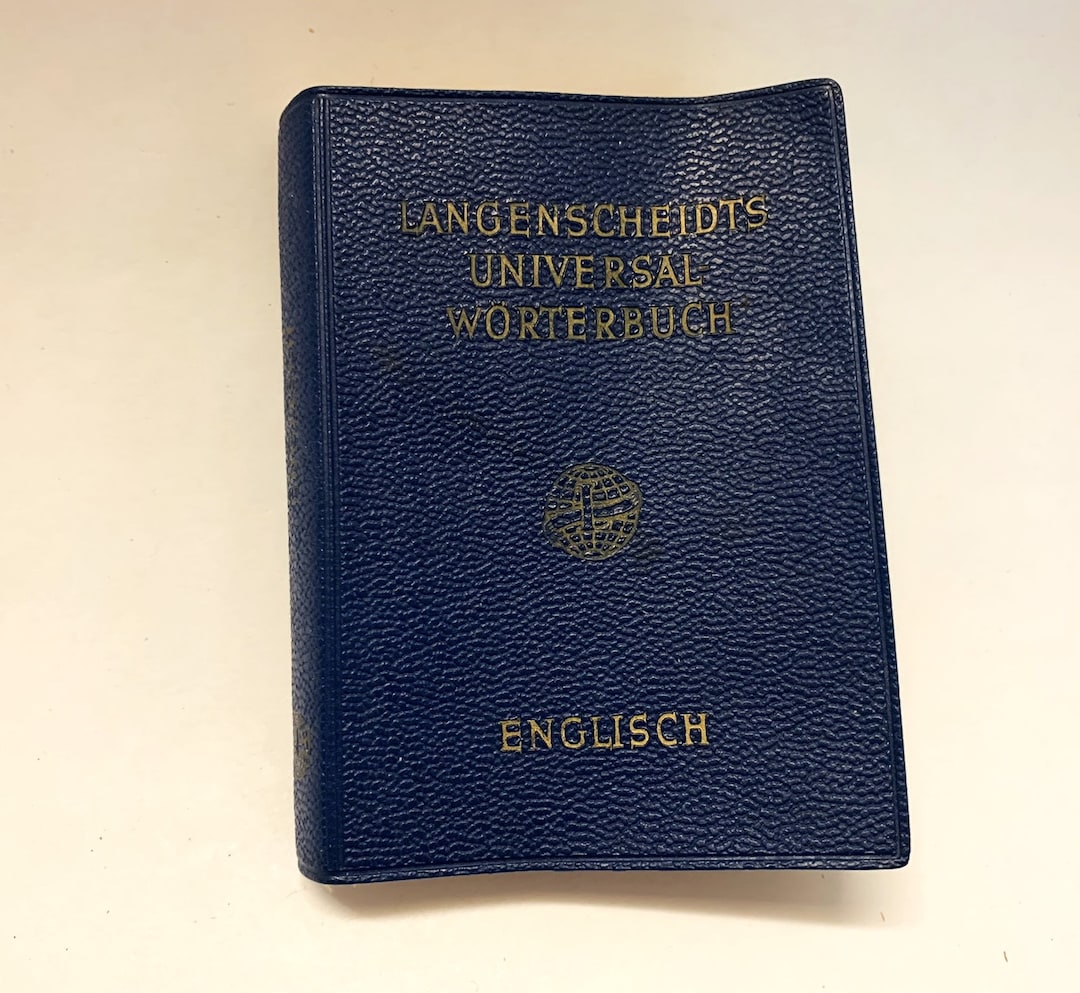 LANGENSCHEIDTS
UNIVERSAL-
WÖRTERBUCH
L
ENGLISCH